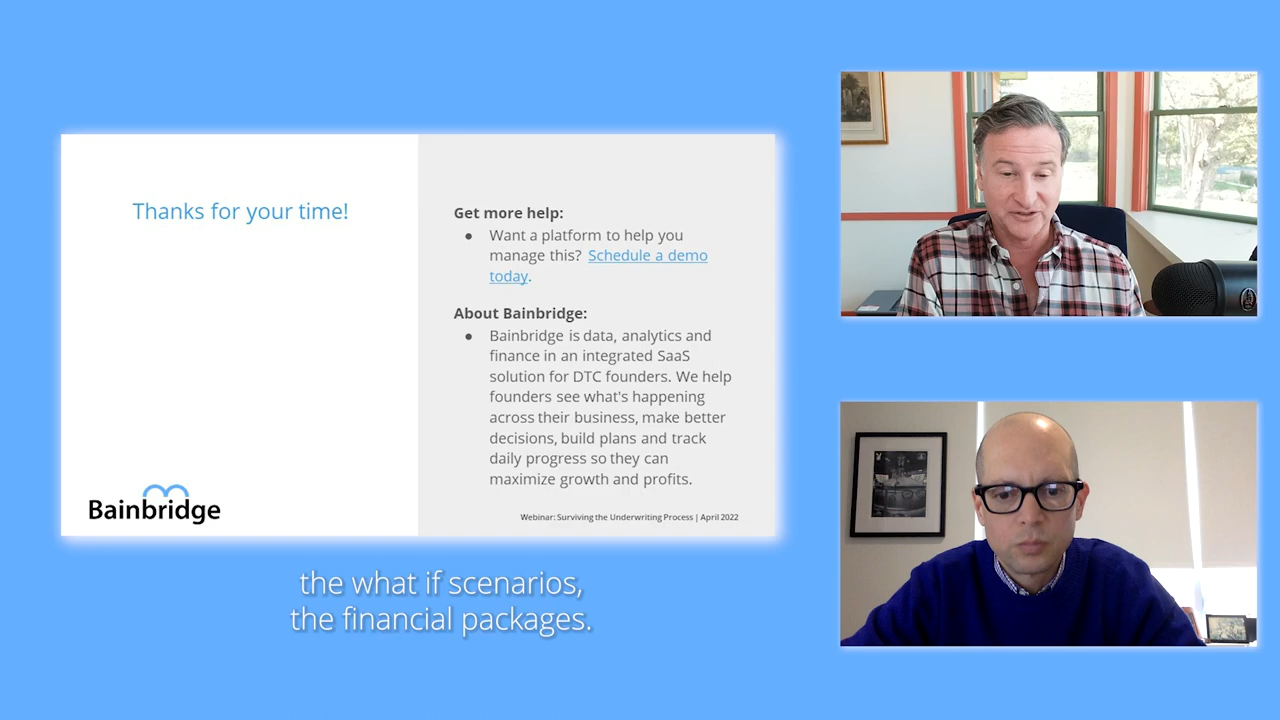 Thanks for your time!
Bainbridge
Get more help:
● Want a platform to help you
manage this? Schedule a demo
today.
About Bainbridge:
● Bainbridge is data, analytics and
finance in an integrated SaaS
solution for DTC founders. We help
founders see what's happening
across their business, make better
decisions, build plans and track
daily progress so they can
maximize growth and profits.
Webinar: Surviving the Underwriting Process | April 2022
the what if scenarios,
the financial packages.